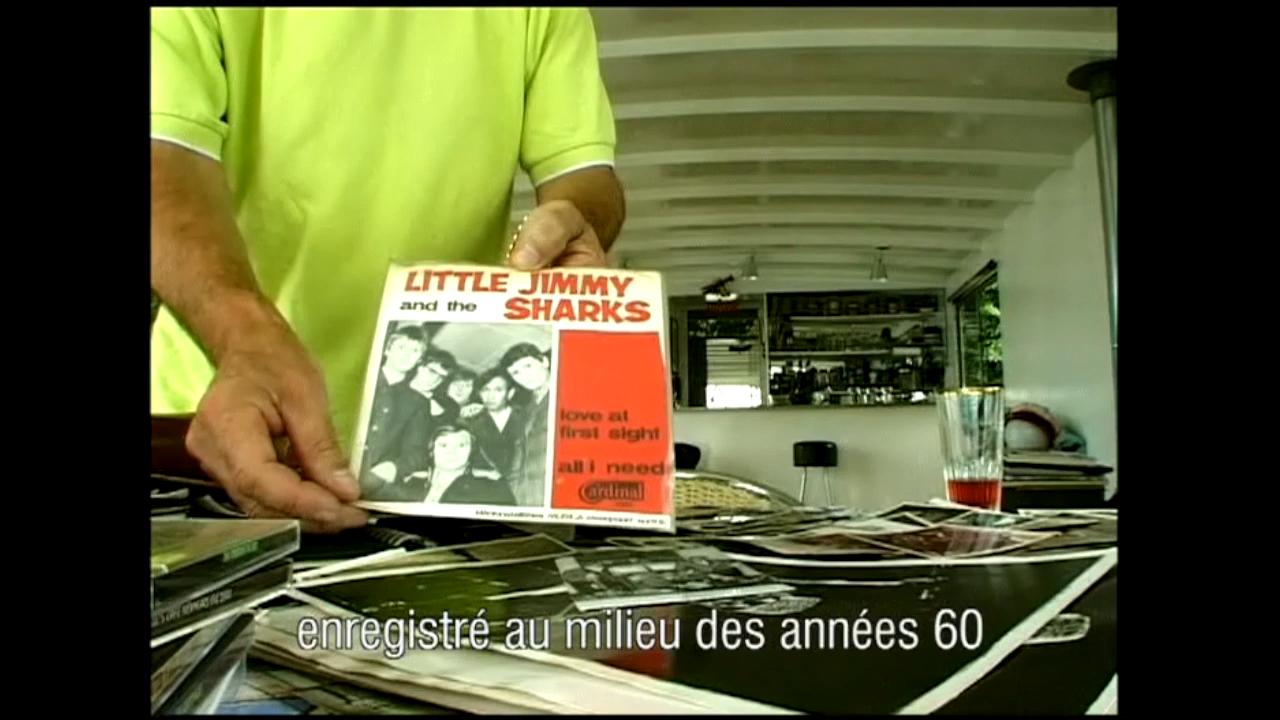 LITTLE JIMMY
and the SHARKS
love at
first sight
all i need
Cardinal
enregistré au milieu des années 60